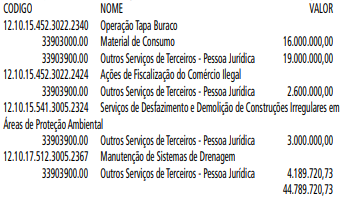 CODIGO NOME VALOR
12.10.15.452.3022.2340 Operação Tapa Buraco
33903000.00 Material de Consumo 16.000.000,00
33903900.00 Outros Serviços de Terceiros - Pessoa Jurídica 19.000.000,00
12.10.15.452.3022.2424 Ações de Fiscalização do Comércio Ilegal
33903900.00 Outros Serviços de Terceiros - Pessoa Jurídica 2.600.000,00
12.10.15.541.3005.2324 Serviços de Desfazimento e Demolição de Construções Irregulares em
Áreas de Proteção Ambiental
33903900.00 Outros Serviços de Terceiros - Pessoa Jurídica 3.000.000,00
12.10.17.512.3005.2367 Manutenção de Sistemas de Drenagem
33903900.00 Outros Serviços de Terceiros - Pessoa Jurídica 4.189.720,73
44.789.720,73